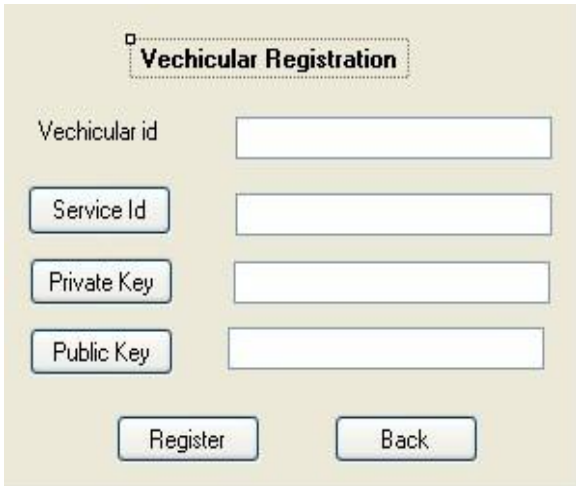 Vechicular Registration
Vechicular id
Service Id
Private Key
Public Key
Register
Back